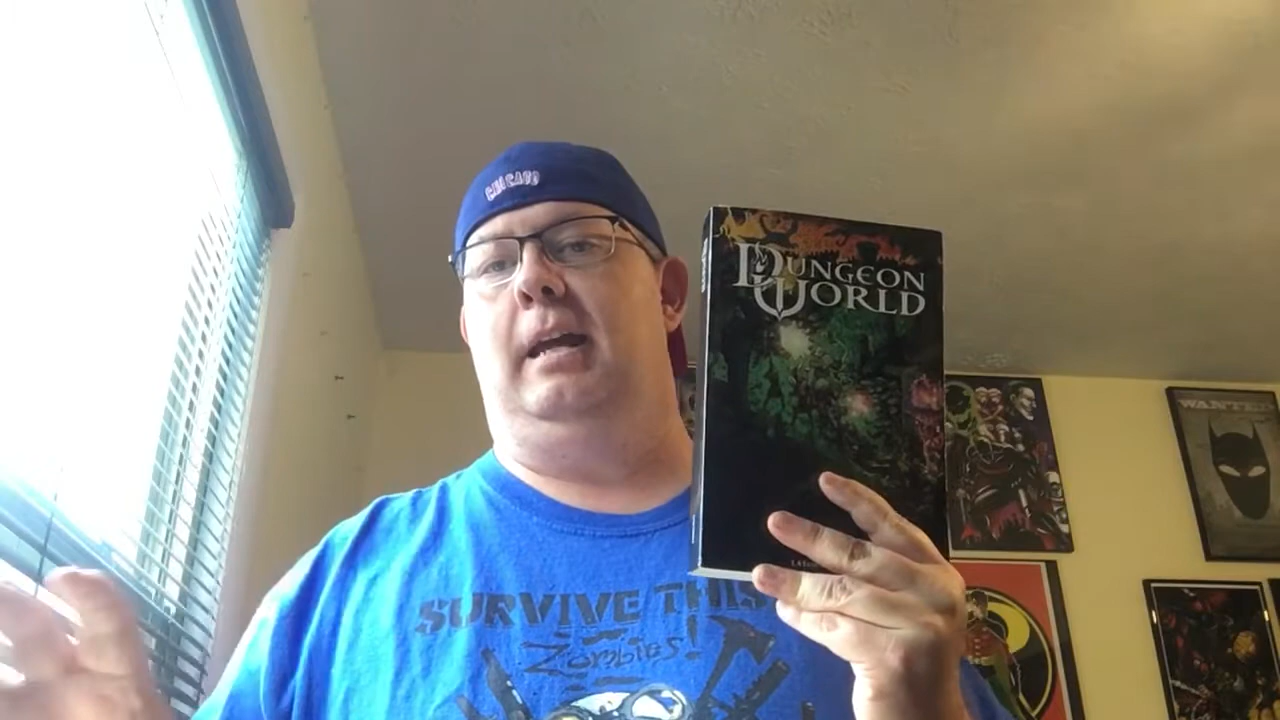 CHICAGO
DUNGEON
WORLD
WANTED
SURVIVE THIS
Zombies!